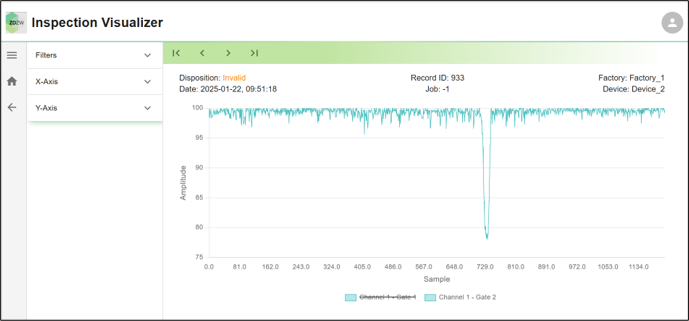 ZDZW
Inspection Visualizer
Filters
X-Axis
Y-Axis
Disposition: Invalid
Record ID: 933
Factory: Factory_1
Date: 2025-01-22, 09:51:18
Job: -1
Device: Device_2
100
95
90
85
80
75
Amplitude
0.0 81.0 162.0 243.0 324.0 405.0 486.0 567.0 648.0 729.0 810.0 891.0 972.0 1053.0 1134.0
Sample
Channel 1 - Gate 1
Channel 1 - Gate 2